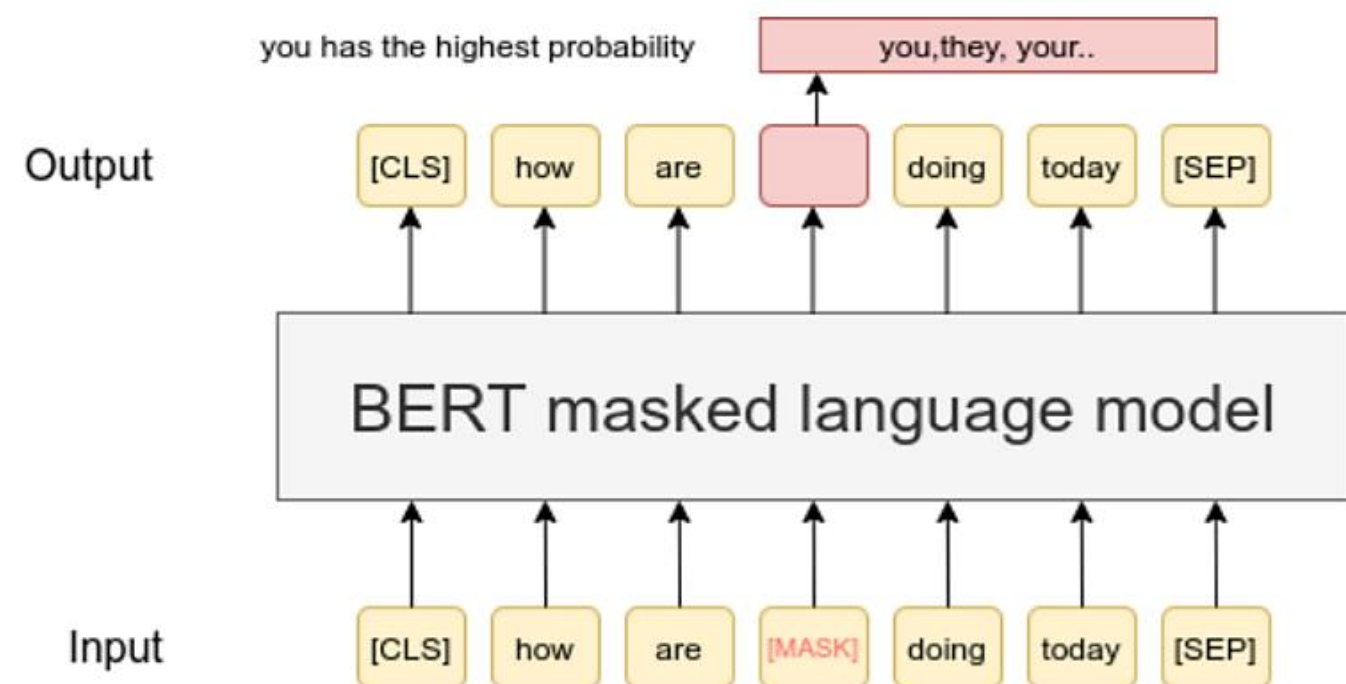 you has the highest probability you,they, your..
Output [CLS] how are doing today [SEP]
BERT masked language model
Input [CLS] how are [MASK] doing today [SEP]